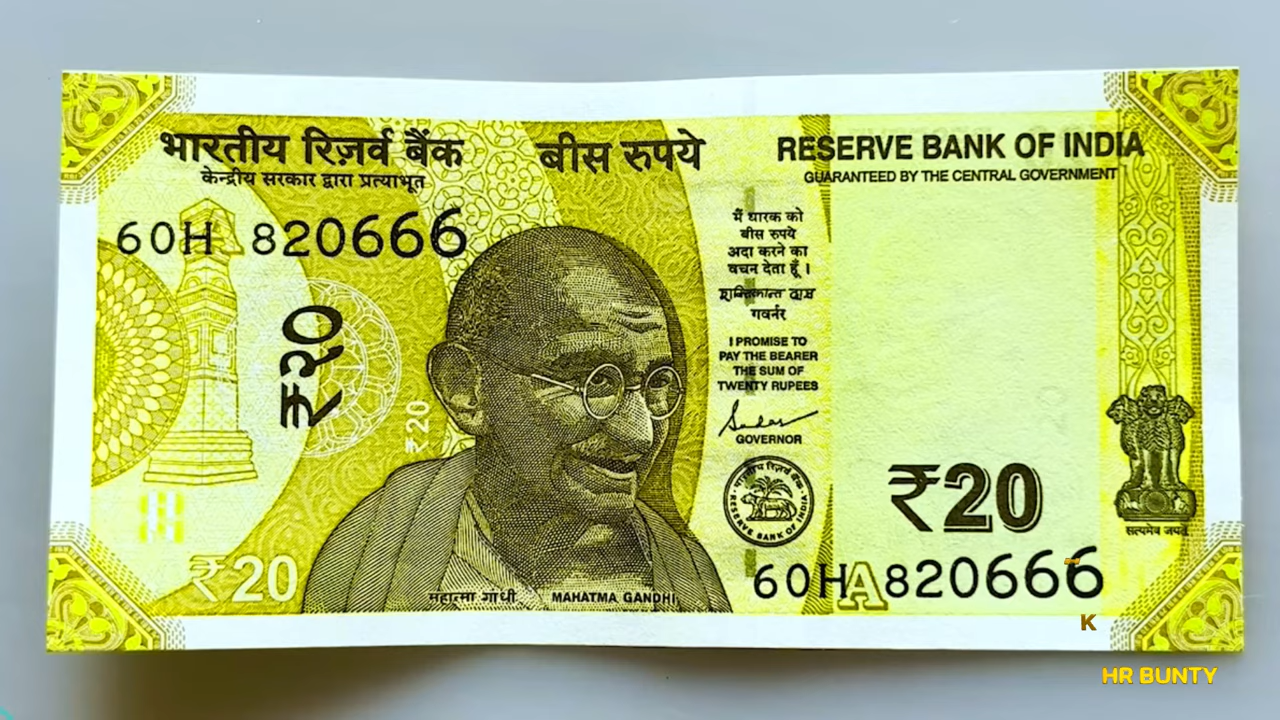 भारतीय रिज़र्व बैंक
केन्द्रीय सरकार द्वारा प्रत्याभूत
बीस रुपये
RESERVE BANK OF INDIA
GUARANTEED BY THE CENTRAL GOVERNMENT
60H 820666
₹२०
₹20
मैं धारक को
बीस रुपये
अदा करने का
वचन देता हूँ।
गवर्नर
I PROMISE TO
PAY THE BEARER
THE SUM OF
TWENTY RUPEES
GOVERNOR
भारतीय रिज़र्व बैंक
RESERVE BANK OF INDIA
₹20
सत्यमेव जयते
₹20
महात्मा गांधी
MAHATMA GANDHI
60H A 820666
K
HR BUNTY